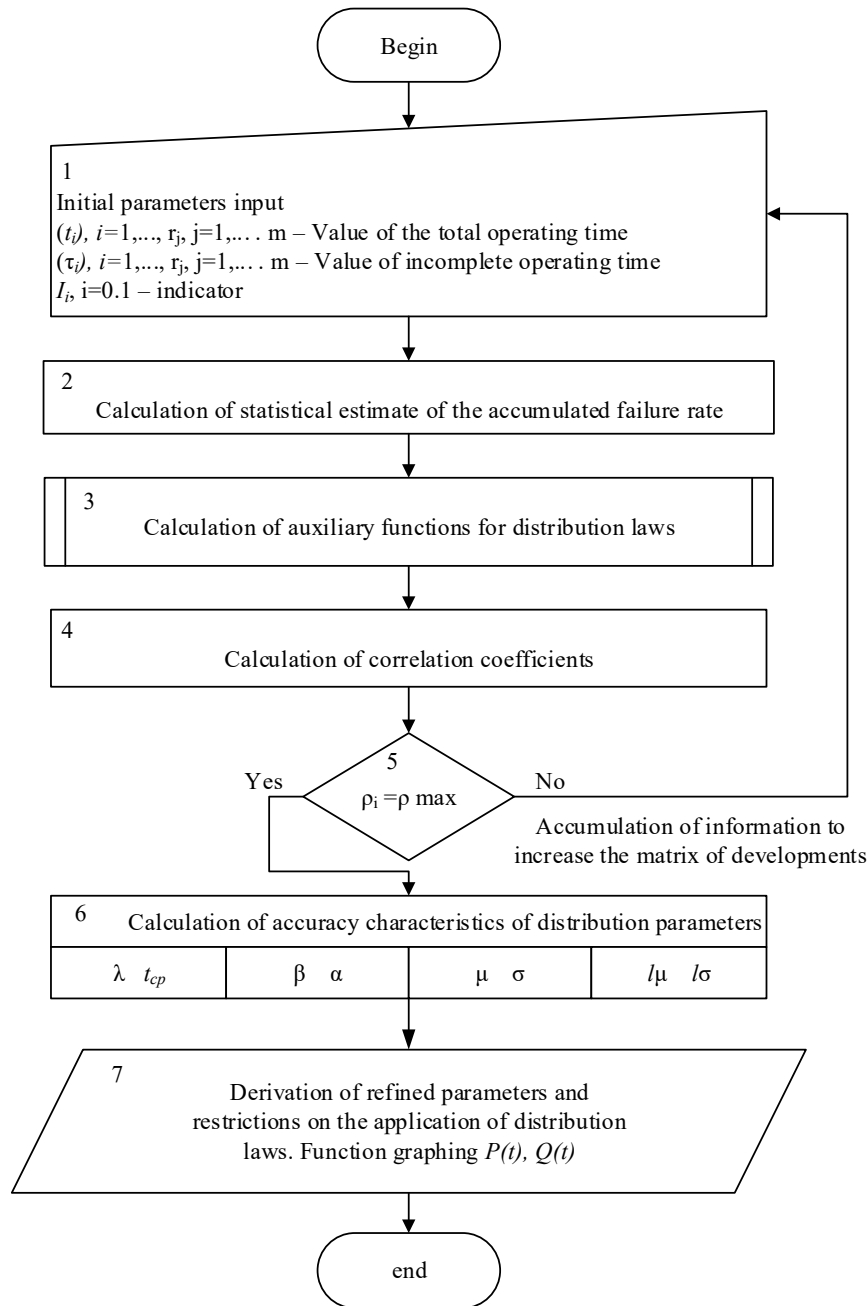 Begin
1
Initial parameters input
(tᵢ), i=1,..., rⱼ, j=1,... . m – Value of the total operating time
(τᵢ), i=1,..., rⱼ, j=1,... . m – Value of incomplete operating time
Iᵢ, i=0.1 – indicator
2
Calculation of statistical estimate of the accumulated failure rate
3
Calculation of auxiliary functions for distribution laws
4
Calculation of correlation coefficients
5
Yes
ρᵢ =ρ max
No
Accumulation of information to
increase the matrix of developments
6
Calculation of accuracy characteristics of distribution parameters
λ t_cp
β α
μ σ
lμ lσ
7
Derivation of refined parameters and
restrictions on the application of distribution
laws. Function graphing P(t), Q(t)
end